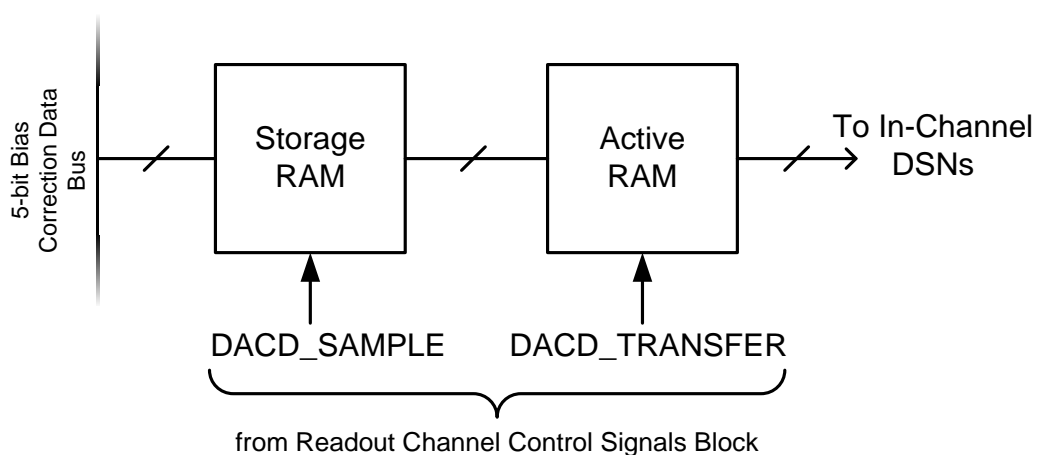 5-bit Bias
Correction Data
Bus
Storage
RAM
Active
RAM
To In-Channel
DSNs
DACD_SAMPLE
DACD_TRANSFER
from Readout Channel Control Signals Block